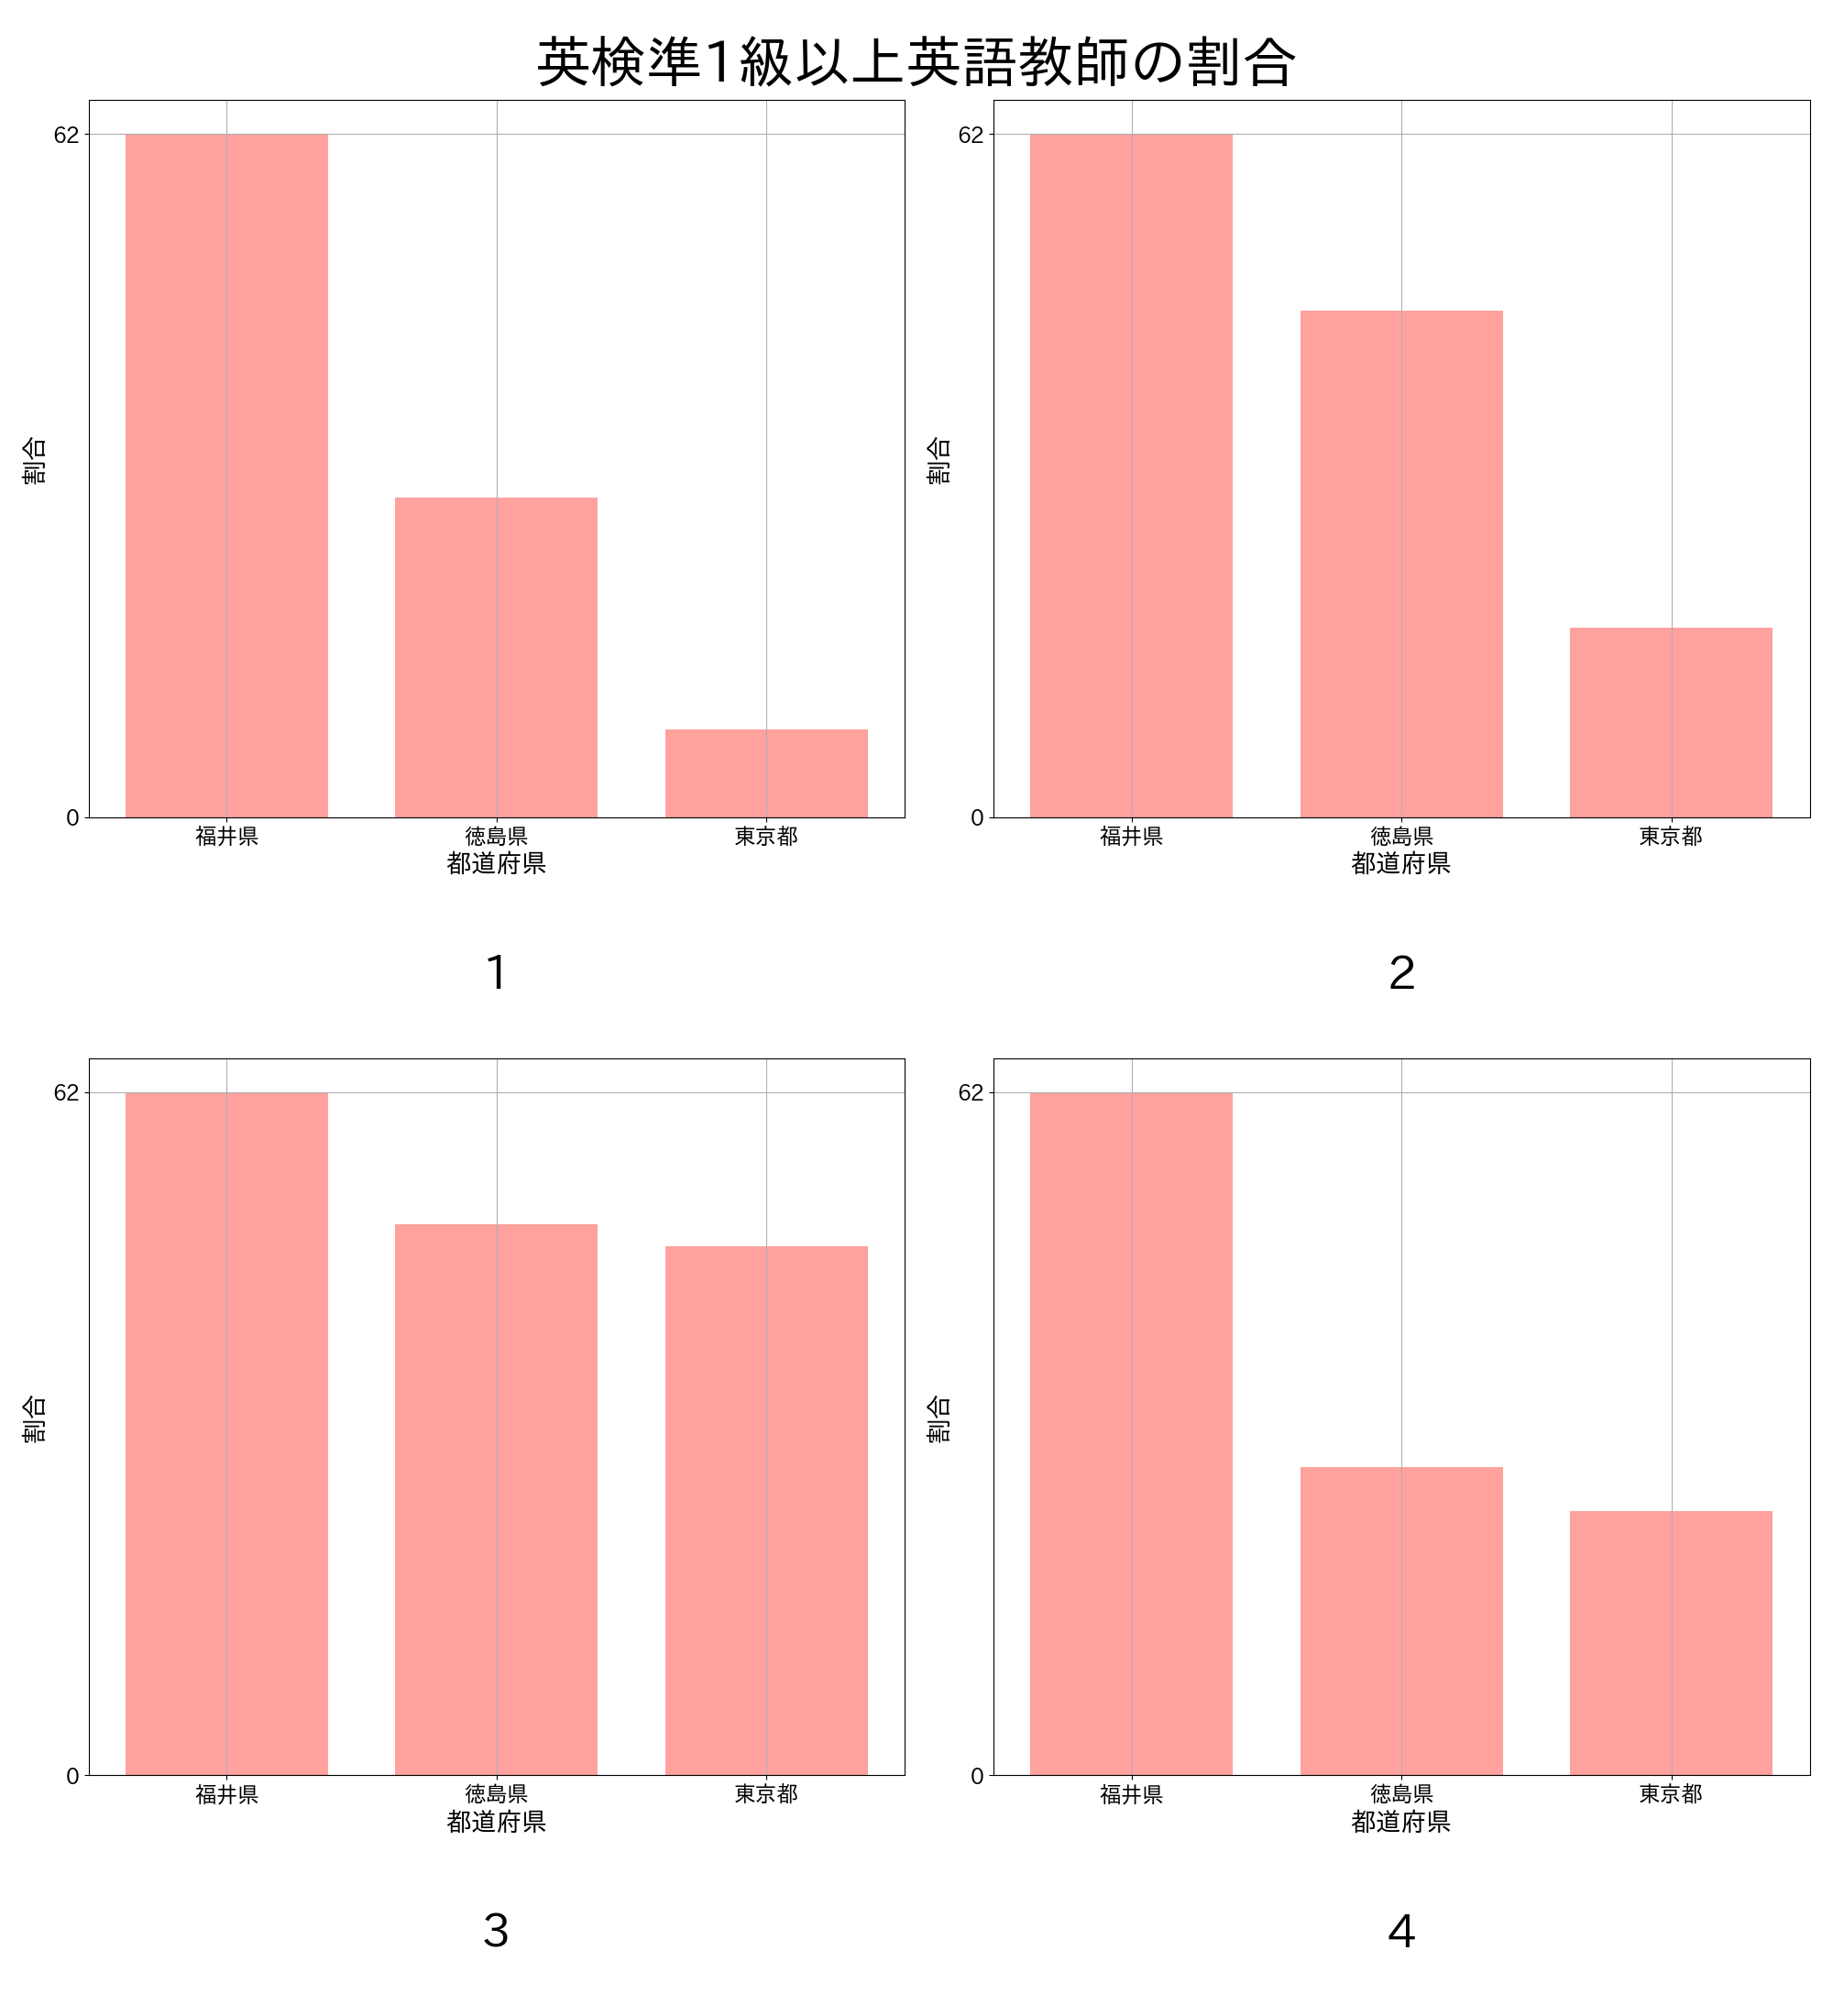 英検準1級以上英語教師の割合
62
割合
0
福井県 徳島県 東京都
都道府県
1
62
割合
0
福井県 徳島県 東京都
都道府県
2
62
割合
0
福井県 徳島県 東京都
都道府県
3
62
割合
0
福井県 徳島県 東京都
都道府県
4